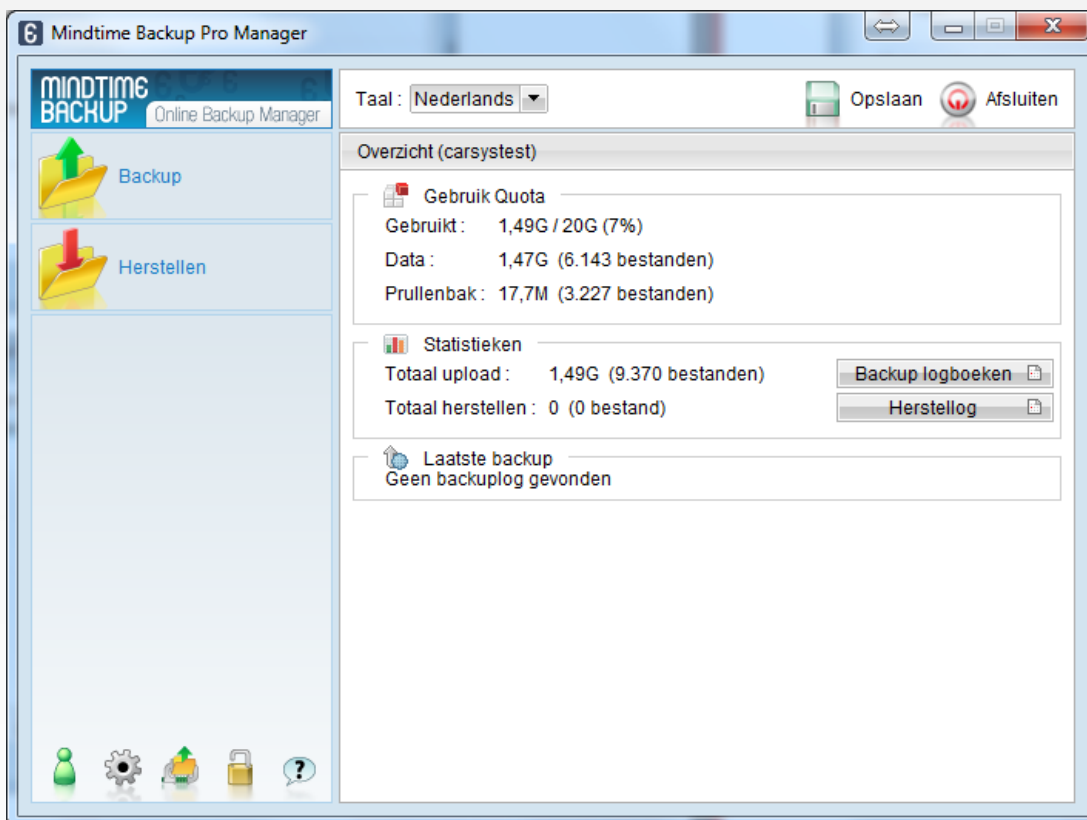 Mindtime Backup Pro Manager
MINDTIME
BACKUP Online Backup Manager
Taal : Nederlands
Opslaan
Afsluiten
Backup
Herstellen
Overzicht (carsystest)
Gebruik Quota
Gebruikt : 1,49G / 20G (7%)
Data : 1,47G (6.143 bestanden)
Prullenbak : 17,7M (3.227 bestanden)
Statistieken
Totaal upload : 1,49G (9.370 bestanden) Backup logboeken
Totaal herstellen : 0 (0 bestand) Herstellog
Laatste backup
Geen backuplog gevonden